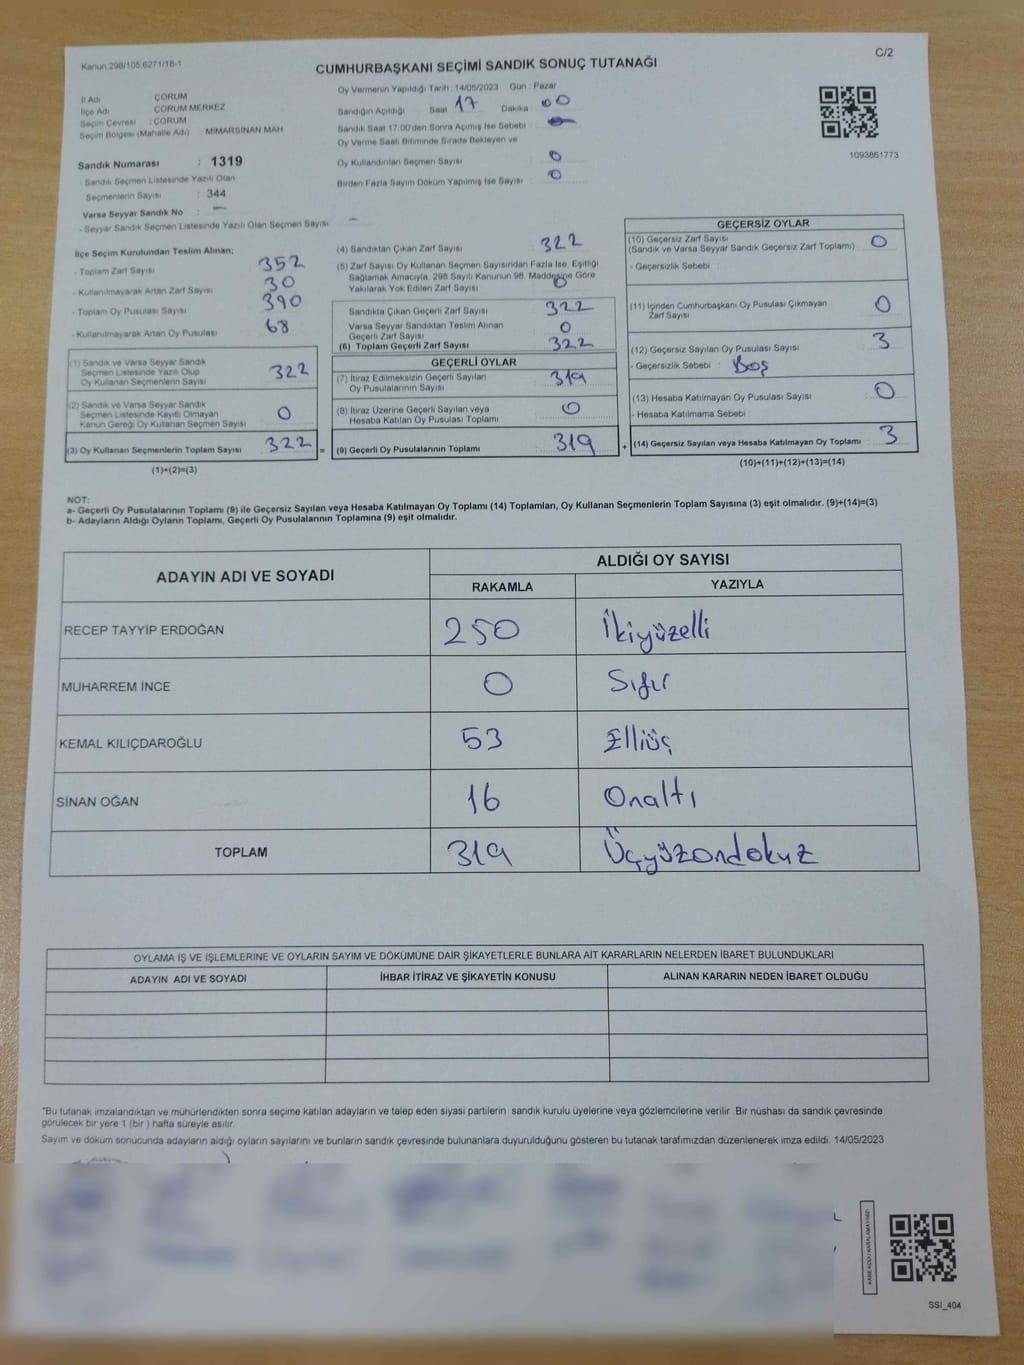 Kanun 298/105,6271/18-1
C/2
CUMHURBAŞKANI SEÇİMİ SANDIK SONUÇ TUTANAĞI
İl Adı : ÇORUM
İlçe Adı : ÇORUM MERKEZ
Seçim Çevresi : ÇORUM
Seçim Bölgesi (Mahalle Adı) : MİMARSİNAN MAH
Sandık Numarası : 1319
- Sandık Seçmen Listesinde Yazılı Olan
Seçmenlerin Sayısı : 344
Varsa Seyyar Sandık No : –
- Seyyar Sandık Seçmen Listesinde Yazılı Olan Seçmen Sayısı –
Oy Vermenin Yapıldığı Tarih : 14/05/2023 Gün : Pazar
Sandığın Açıldığı Saat 17 Dakika 00
Sandık Saat 17.00'den Sonra Açılmış İse Sebebi :
Oy Verme Saati Bitiminde Sırada Bekleyen ve
Oy Kullandırılan Seçmen Sayısı : 0
Birden Fazla Sayım Döküm Yapılmış İse Sayısı : 0
1093861773
İlçe Seçim Kurulundan Teslim Alınan;
- Toplam Zarf Sayısı 352
- Kullanılmayarak Artan Zarf Sayısı 30
- Toplam Oy Pusulası Sayısı 390
- Kullanılmayarak Artan Oy Pusulası 68
(1) Sandık ve Varsa Seyyar Sandık
Seçmen Listesinde Yazılı Olup
Oy Kullanan Seçmenlerin Sayısı 322
(2) Sandık ve Varsa Seyyar Sandık
Seçmen Listesinde Kayıtlı Olmayan
Kanun Gereği Oy Kullanan Seçmen Sayısı 0
(3) Oy Kullanan Seçmenlerin Toplam Sayısı 322 =
(1)+(2)=(3)
(4) Sandıktan Çıkan Zarf Sayısı 322
(5) Zarf Sayısı Oy Kullanan Seçmen Sayısından Fazla İse, Eşitliği
Sağlamak Amacıyla, 298 Sayılı Kanunun 98. Maddesine Göre
Yakılarak Yok Edilen Zarf Sayısı 0
Sandıkta Çıkan Geçerli Zarf Sayısı 322
Varsa Seyyar Sandıktan Teslim Alınan
Geçerli Zarf Sayısı 0
(6) Toplam Geçerli Zarf Sayısı 322
GEÇERLİ OYLAR
(7) İtiraz Edilmeksizin Geçerli Sayılan
Oy Pusulalarının Sayısı 319
(8) İtiraz Üzerine Geçerli Sayılan veya
Hesaba Katılan Oy Pusulası Toplamı 0
(9) Geçerli Oy Pusulalarının Toplamı 319 +
GEÇERSİZ OYLAR
(10) Geçersiz Zarf Sayısı
(Sandık ve Varsa Seyyar Sandık Geçersiz Zarf Toplamı) 0
- Geçersizlik Sebebi :
(11) İçinden Cumhurbaşkanı Oy Pusulası Çıkmayan
Zarf Sayısı 0
(12) Geçersiz Sayılan Oy Pusulası Sayısı 3
- Geçersizlik Sebebi : Boş
(13) Hesaba Katılmayan Oy Pusulası Sayısı 0
- Hesaba Katılmama Sebebi :
(14) Geçersiz Sayılan veya Hesaba Katılmayan Oy Toplamı : 3
(10)+(11)+(12)+(13)=(14)
NOT:
a- Geçerli Oy Pusulalarının Toplamı (9) ile Geçersiz Sayılan veya Hesaba Katılmayan Oy Toplamı (14) Toplamları, Oy Kullanan Seçmenlerin Toplam Sayısına (3) eşit olmalıdır. (9)+(14)=(3)
b- Adayların Aldığı Oyların Toplamı, Geçerli Oy Pusulalarının Toplamına (9) eşit olmalıdır.
ADAYIN ADI VE SOYADI
ALDIĞI OY SAYISI
RAKAMLA YAZIYLA
RECEP TAYYİP ERDOĞAN 250 İkiyüzelli
MUHARREM İNCE 0 Sıfır
KEMAL KILIÇDAROĞLU 53 Elliüç
SİNAN OĞAN 16 Onaltı
TOPLAM 319 Üçyüzondokuz
OYLAMA İŞ VE İŞLEMLERİNE VE OYLARIN SAYIM VE DÖKÜMÜNE DAİR ŞİKAYETLERLE BUNLARA AİT KARARLARIN NELERDEN İBARET BULUNDUKLARI
ADAYIN ADI VE SOYADI İHBAR İTİRAZ VE ŞİKAYETİN KONUSU ALINAN KARARIN NEDEN İBARET OLDUĞU
*Bu tutanak imzalandıktan ve mühürlendikten sonra seçime katılan adayların ve talep eden siyasi partilerin sandık kurulu üyelerine veya gözlemcilerine verilir. Bir nüshası da sandık çevresinde
görülecek bir yere 1 (bir) hafta süreyle asılır.
Sayım ve döküm sonucunda adayların aldığı oyların sayılarını ve bunların sandık çevresinde bulunanlara duyurulduğunu gösteren bu tutanak tarafımızdan düzenlenerek imza edildi. 14/05/2023
KARE KODU KARALAMAYINIZ!
SSI_404